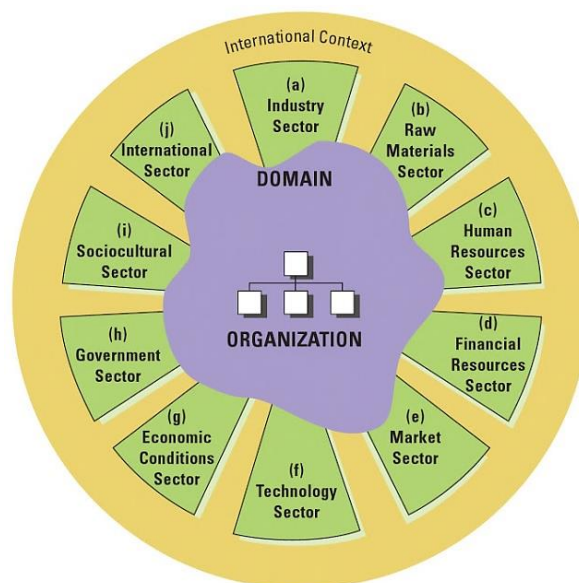 International Context
(a)
Industry
Sector
(b)
Raw
Materials
Sector
(c)
Human
Resources
Sector
(d)
Financial
Resources
Sector
(e)
Market
Sector
(f)
Technology
Sector
(g)
Economic
Conditions
Sector
(h)
Government
Sector
(i)
Sociocultural
Sector
(j)
International
Sector
DOMAIN
ORGANIZATION